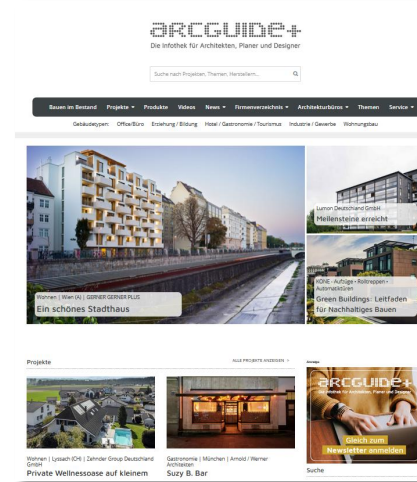 arcguide+
Die Infothek für Architekten, Planer und Designer
Suche nach Projekten, Themen, Herstellern...
Bauen im Bestand Projekte Produkte Videos News Firmenverzeichnis Architekturbüros Themen Service
Gebäudetypen: Office/Büro Erziehung / Bildung Hotel / Gastronomie / Tourismus Industrie / Gewerbe Wohnungsbau
Wohnen | Wien (A) | GERNER GERNER PLUS
Ein schönes Stadthaus
Lumon Deutschland GmbH
Meilensteine erreicht
KONE - Aufzüge • Rolltreppen •
Automatiktüren
Green Buildings: Leitfaden
für Nachhaltiges Bauen
Projekte
ALLE PROJEKTE ANZEIGEN >
Anzeige
Wohnen | Lyssach (CH) | Zehnder Group Deutschland
GmbH
Private Wellnessoase auf kleinem
Gastronomie | München | Arnold / Werner
Architekten
Suzy B. Bar
arcguide+
Die Infothek für Architekten, Planer und Designer
Gleich zum
Newsletter anmelden
Suche